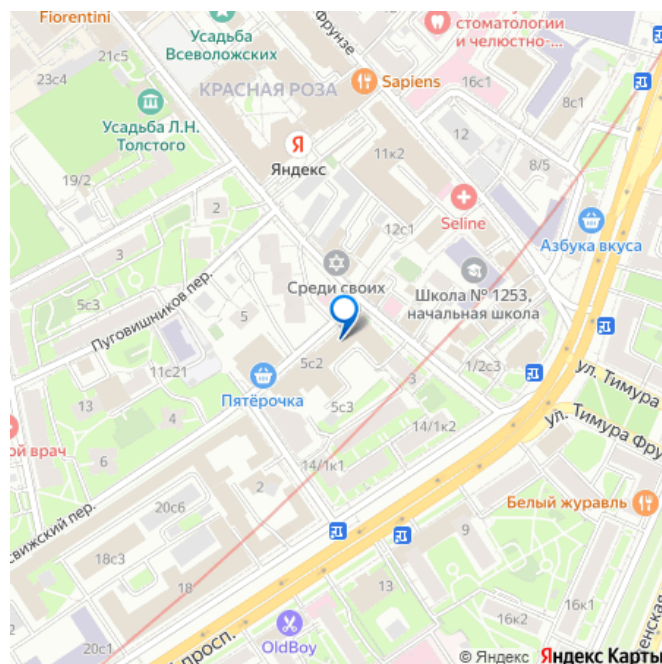 Fiorentini
Усадьба
Всеволожских
Фрунзе
стоматологии
и челюстно-...
21с5
23с4
КРАСНАЯ РОЗА
Sapiens
16с1
8с1
Усадьба Л.Н.
Толстого
Я
Яндекс
11к2
12
8/5
19/2
2
12с1
Seline
Азбука вкуса
3
Среди своих
Школа № 1253,
начальная школа
5с3
Пуговишников пер.
5
5с2
1/2с3
ул. Тимура
11с21
Пятёрочка
3
13
4
5с3
14/1к2
ул. Тимура Фру
ой врач
6
14/1к1
2
Белый журавль
20с6
свижский пер.
9
18с3
18
13
16к1
16к2
20с1
просп.
OldBoy
енская
© Яндекс Яндекс Карты